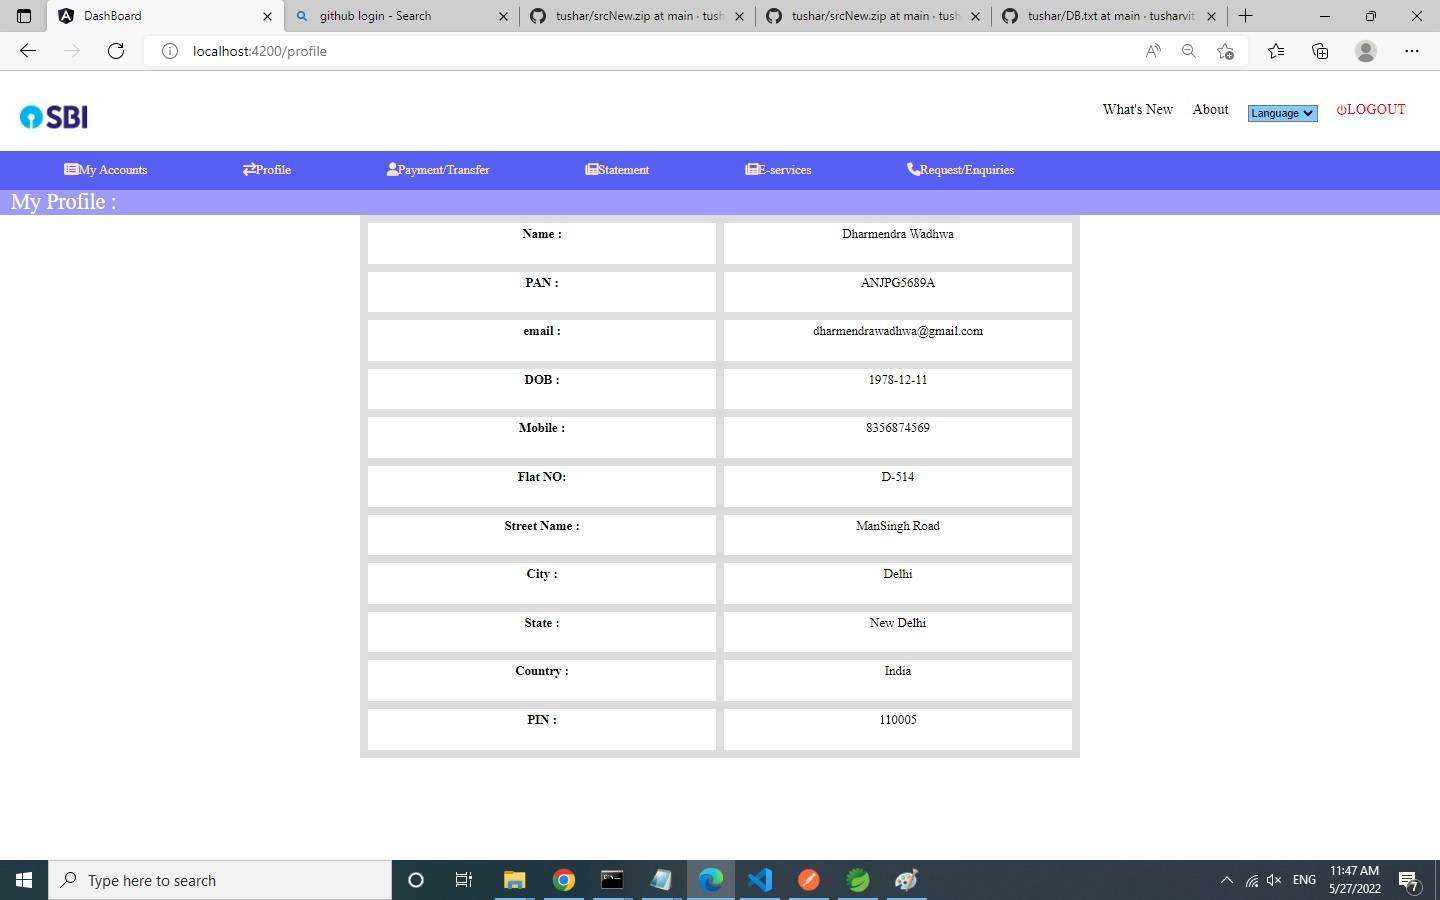 DashBoard
github login - Search
tushar/srcNew.zip at main · tush
tushar/srcNew.zip at main · tush
tushar/DB.txt at main · tusharvit
localhost:4200/profile
SBI
What's New About Language LOGOUT
My Accounts Profile Payment/Transfer Statement E-services Request/Enquiries
My Profile :
Name : Dharmendra Wadhwa
PAN : ANJPG5689A
email : dharmendrawadhwa@gmail.com
DOB : 1978-12-11
Mobile : 8356874569
Flat NO: D-514
Street Name : ManSingh Road
City : Delhi
State : New Delhi
Country : India
PIN : 110005
Type here to search
ENG
11:47 AM
5/27/2022
7